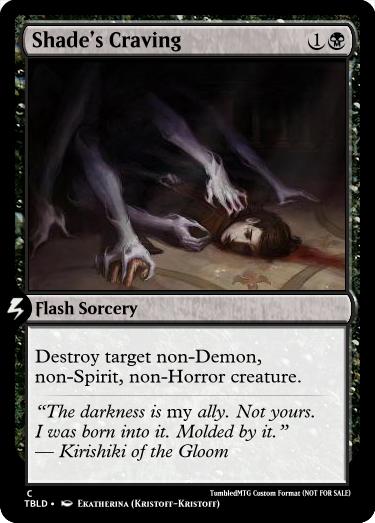 Shade's Craving 1
Flash Sorcery
Destroy target non-Demon,
non-Spirit, non-Horror creature.
"The darkness is my ally. Not yours.
I was born into it. Molded by it."
— Kirishiki of the Gloom
C
TumbledMTG Custom Format (NOT FOR SALE)
TBLD • Ekatherina (Kristoff-Kristoff)